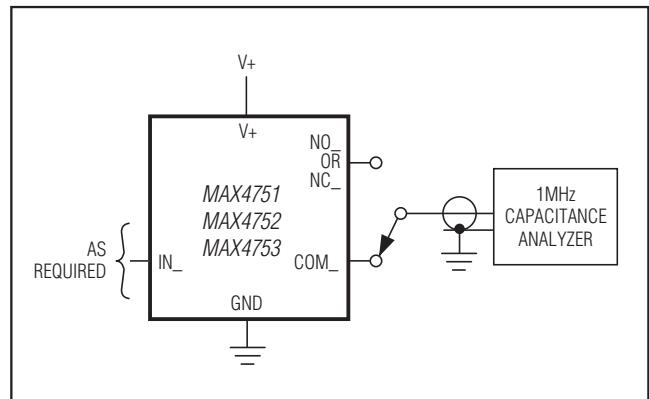 V+
V+
NO_
OR
NC_
MAX4751
MAX4752
MAX4753
AS
REQUIRED
IN_
COM_
GND
1MHz
CAPACITANCE
ANALYZER